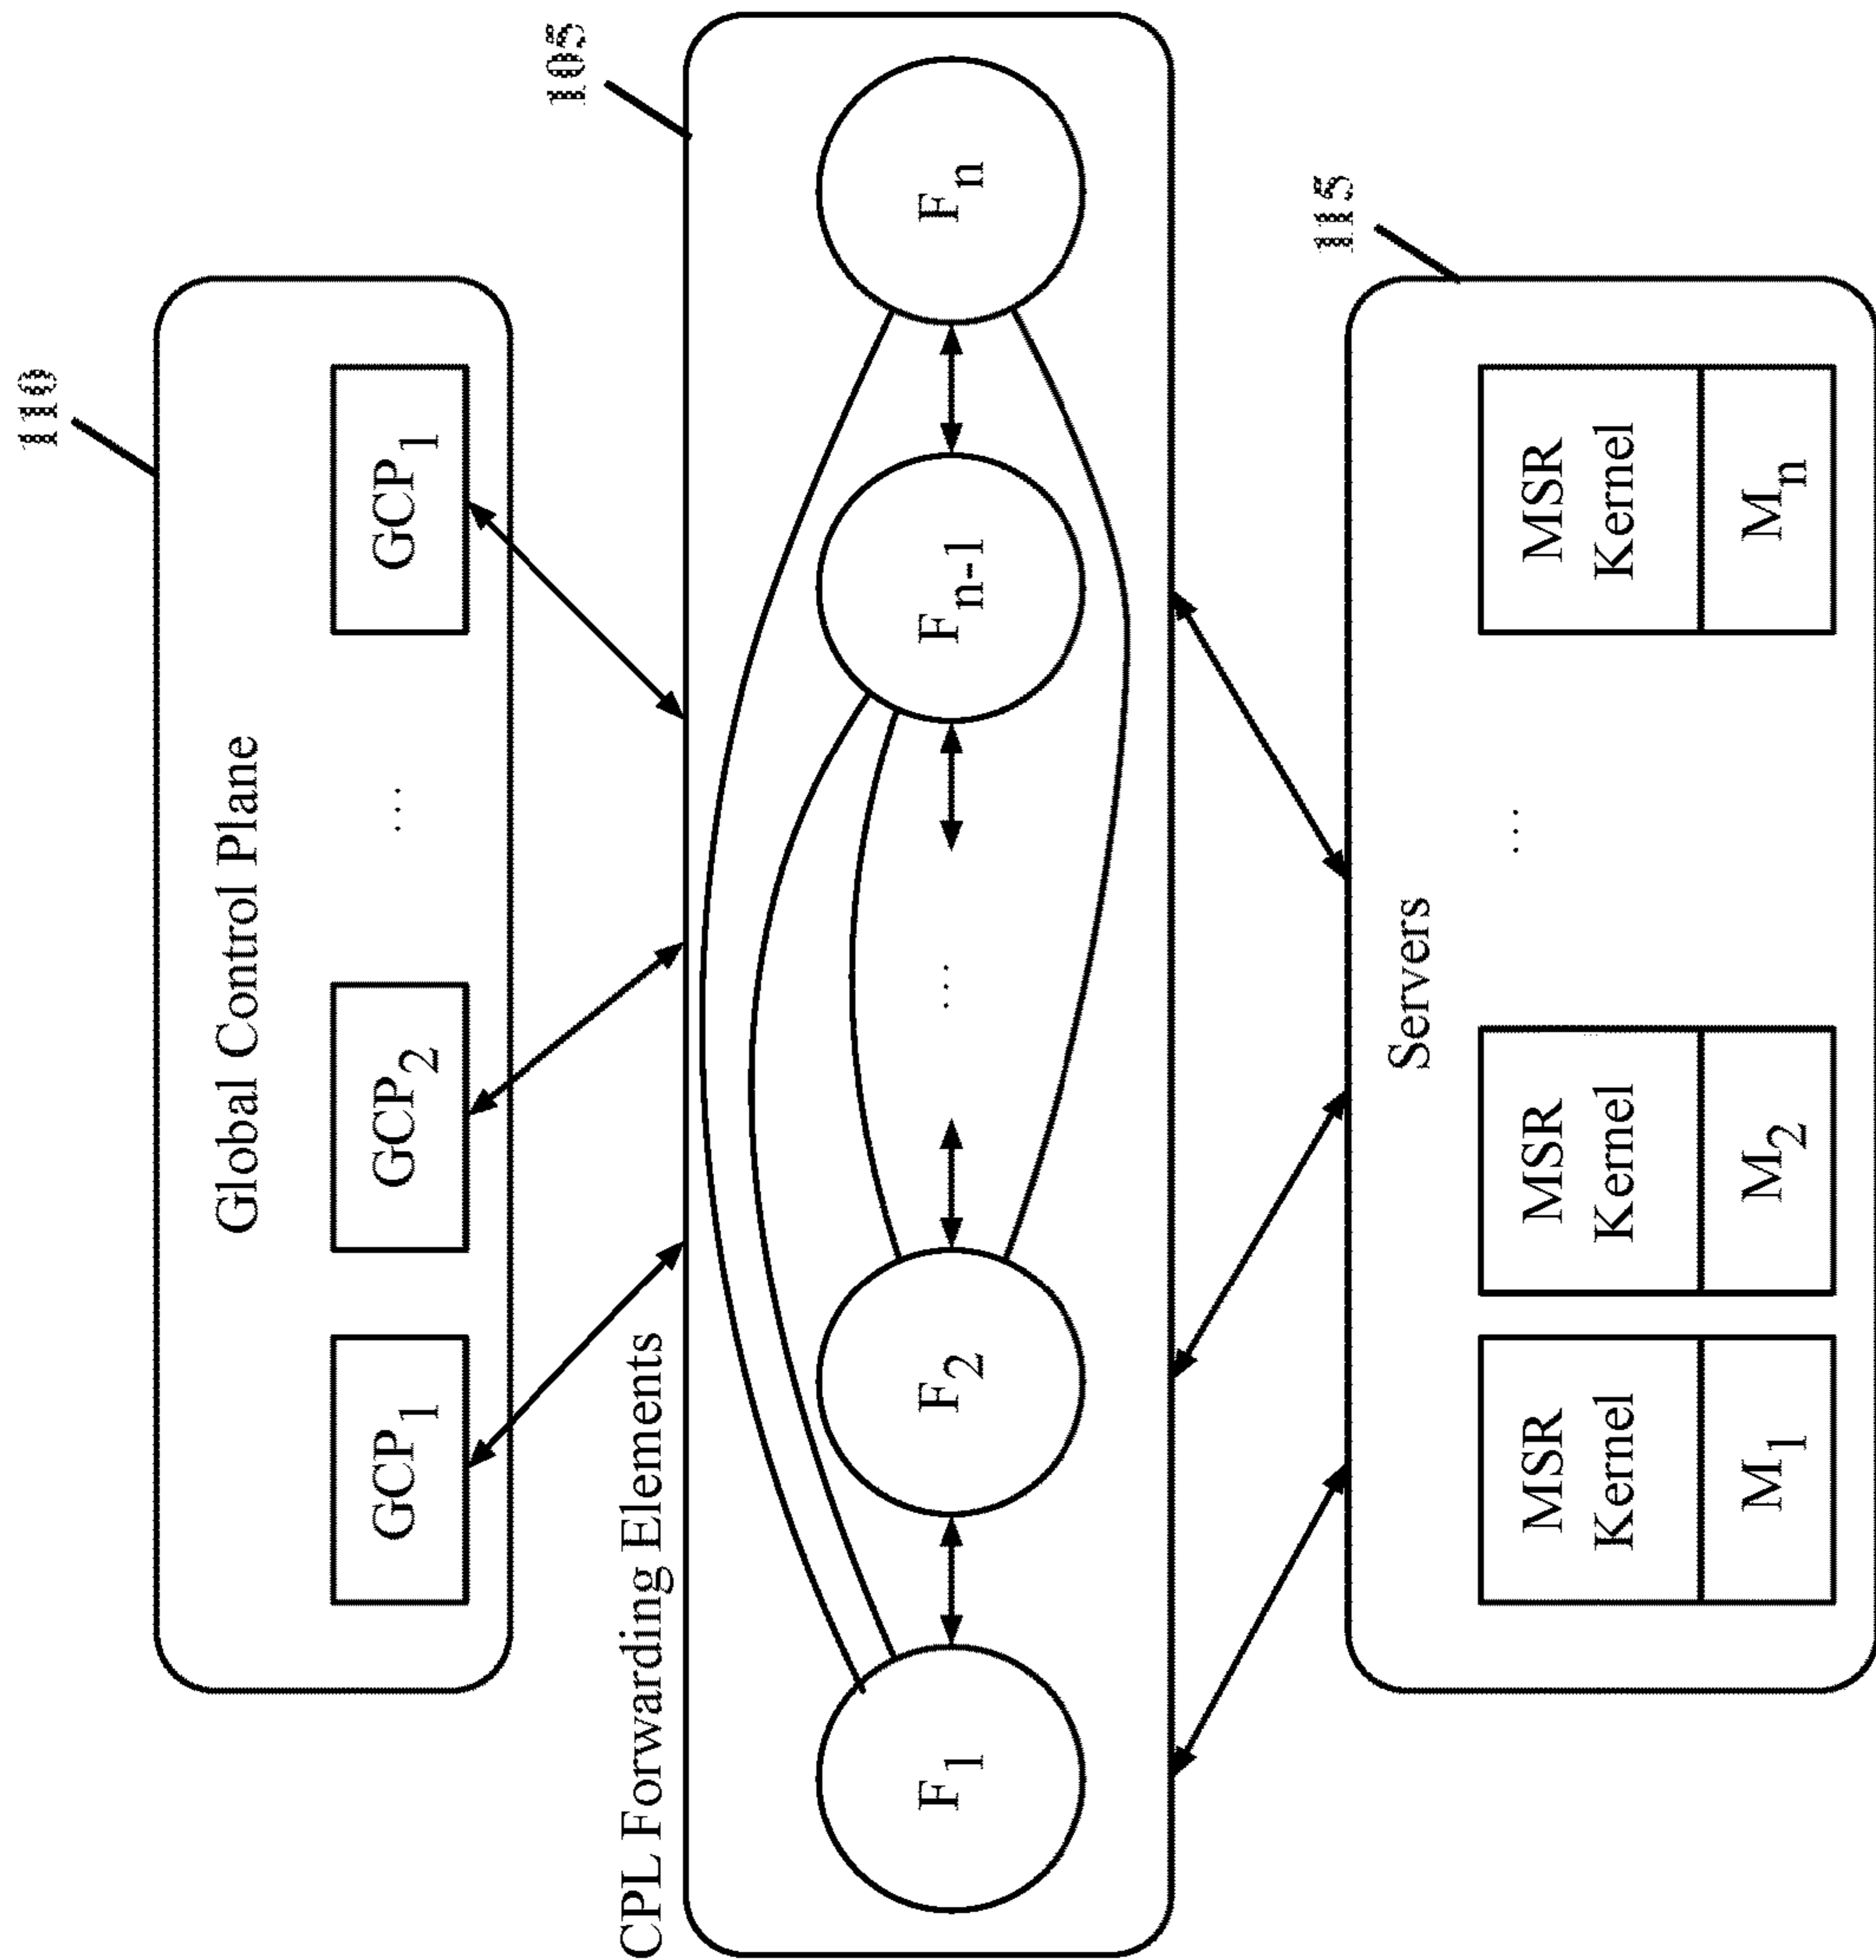 110
Global Control Plane
GCP1
GCP2
...
GCP1
105
CPL Forwarding Elements
F1
F2
...
Fn-1
Fn
115
Servers
MSR
Kernel
M1
MSR
Kernel
M2
...
MSR
Kernel
Mn